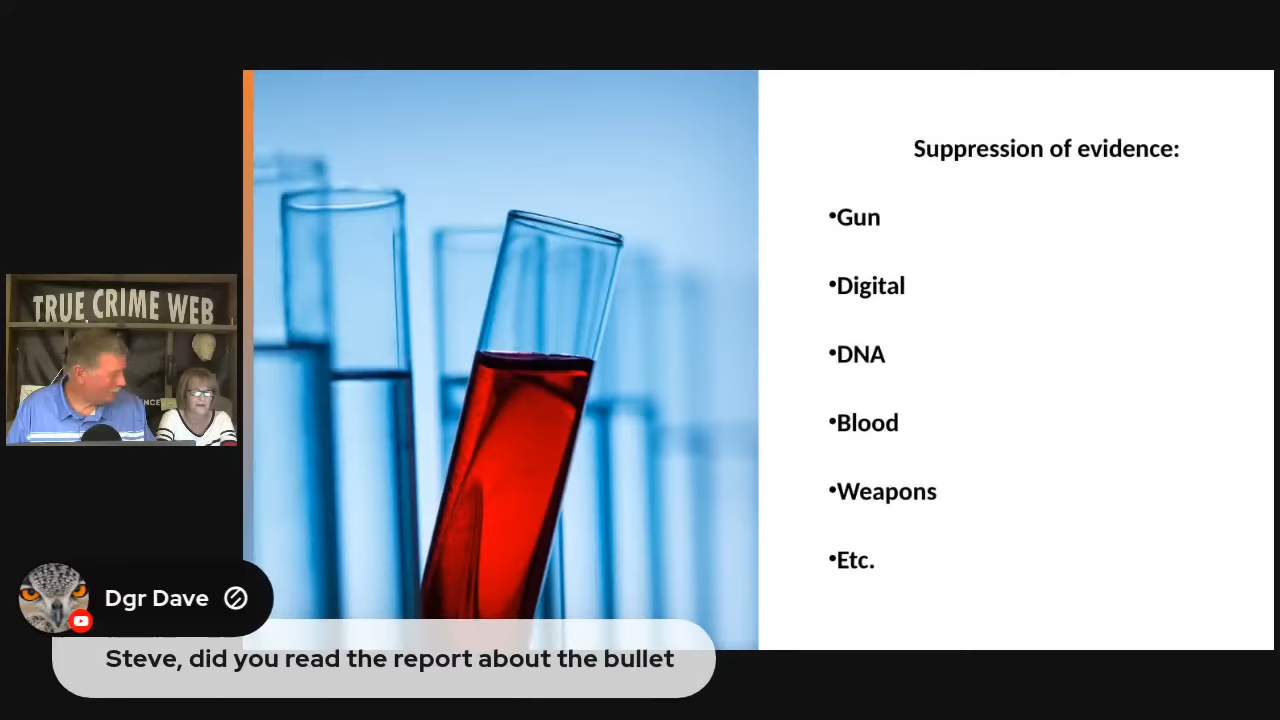 Suppression of evidence:
•Gun
•Digital
•DNA
•Blood
•Weapons
•Etc.
TRUE CRIME WEB
Dgr Dave
Steve, did you read the report about the bullet